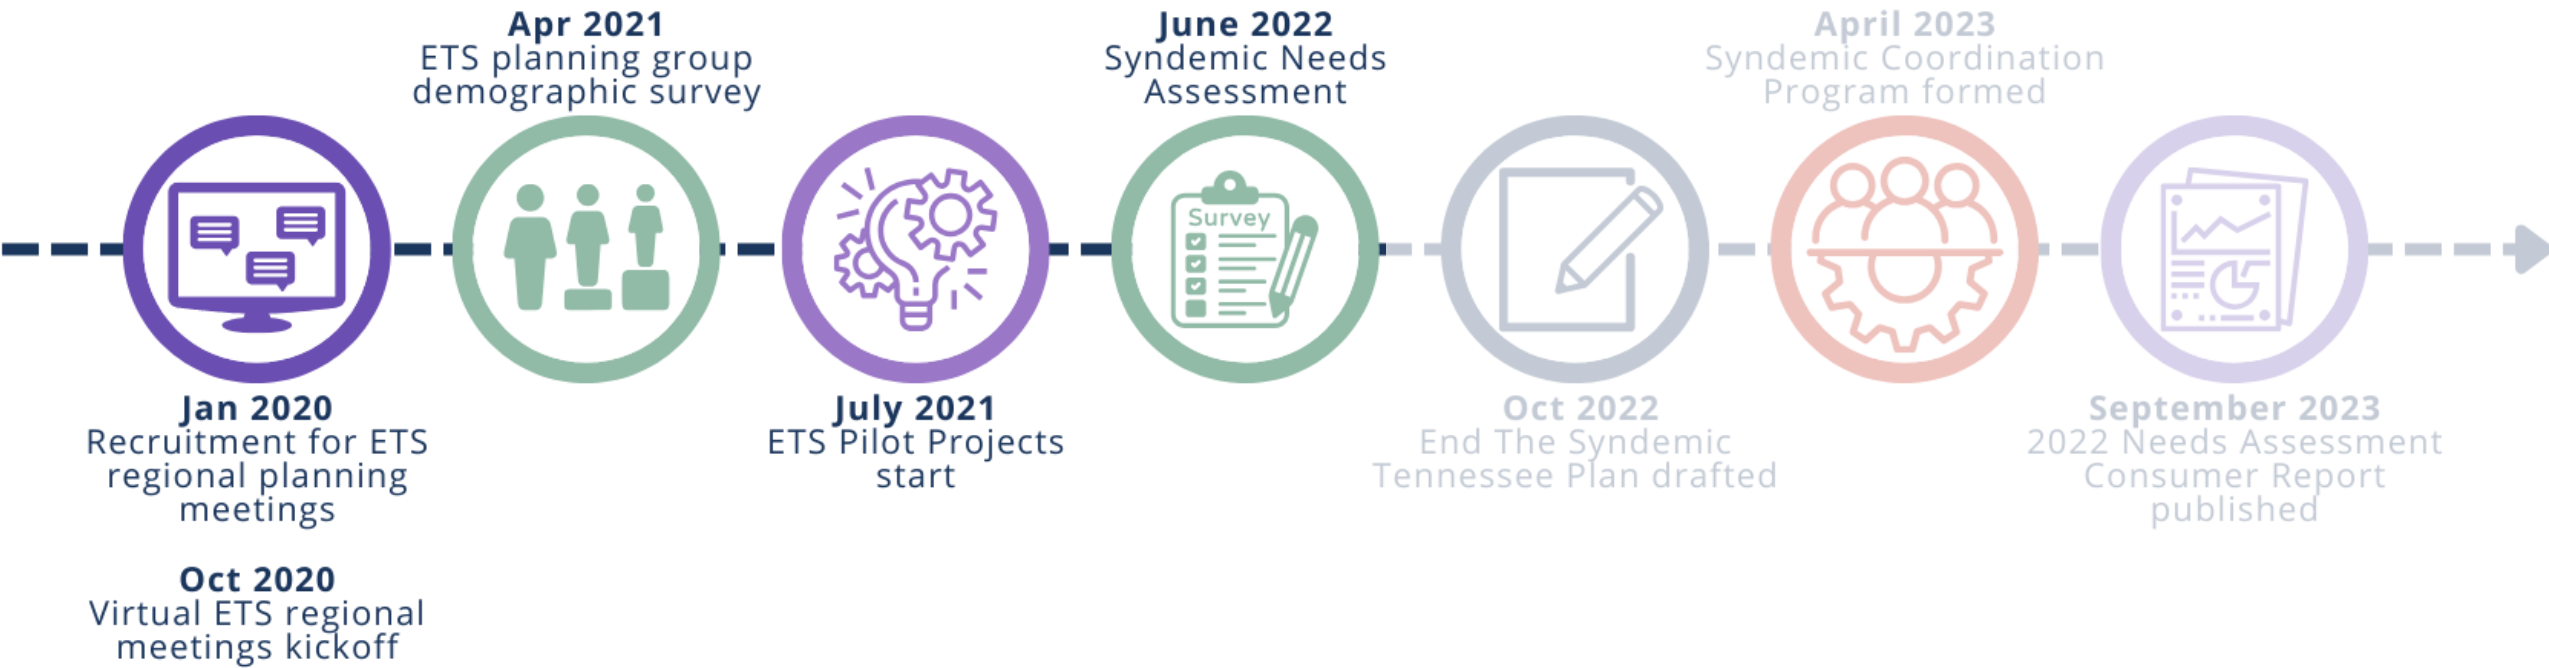 Jan 2020
Recruitment for ETS
regional planning
meetings
Oct 2020
Virtual ETS regional
meetings kickoff
Apr 2021
ETS planning group
demographic survey
July 2021
ETS Pilot Projects
start
June 2022
Syndemic Needs
Assessment
Survey
Oct 2022
End The Syndemic
Tennessee Plan drafted
April 2023
Syndemic Coordination
Program formed
September 2023
2022 Needs Assessment
Consumer Report
published